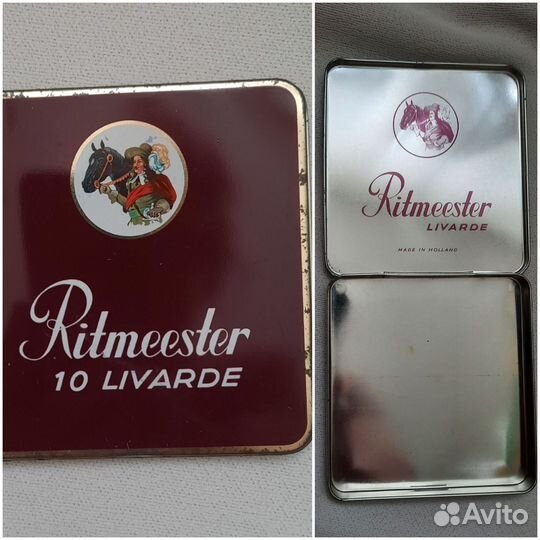 Ritmeester
10 LIVARDE
Ritmeester
LIVARDE
MADE IN HOLLAND
Avito